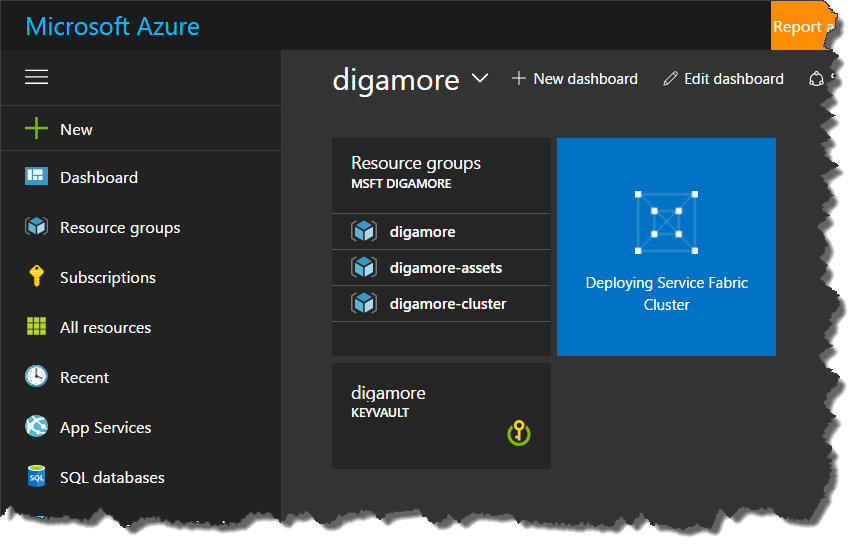 Microsoft Azure
Report a
digamore
New dashboard
Edit dashboard
New
Dashboard
Resource groups
Subscriptions
All resources
Recent
App Services
SQL databases
SQL
Resource groups
MSFT DIGAMORE
digamore
digamore-assets
digamore-cluster
Deploying Service Fabric
Cluster
digamore
KEYVAULT